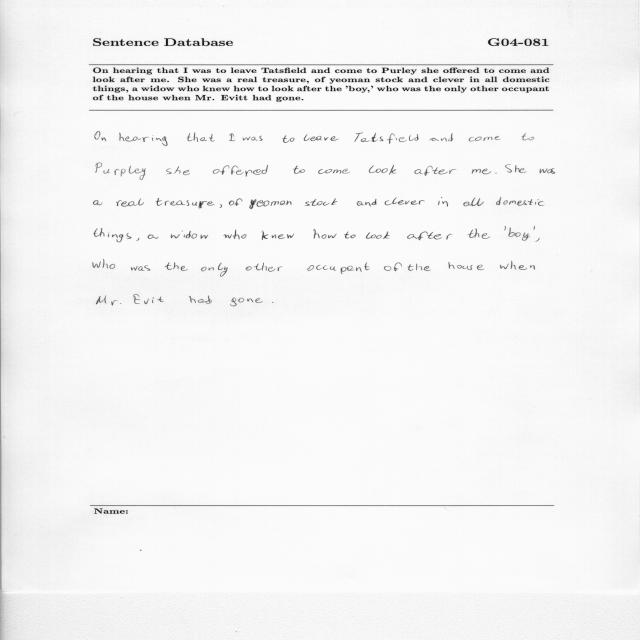 Sentence Database G04-081
On hearing that I was to leave Tatsfield and come to Purley she offered to come and
look after me. She was a real treasure, of yeoman stock and clever in all domestic
things, a widow who knew how to look after the 'boy,' who was the only other occupant
of the house when Mr. Evitt had gone.
On hearing that I was to leave Tatsfield and come to
Purpley she offered to come look after me. She was
a real treasure, of yeoman stock and clever in all domestic
things, a widow who knew how to look after the 'boy',
who was the only other occupent of the house when
Mr. Evit had gone.
Name: